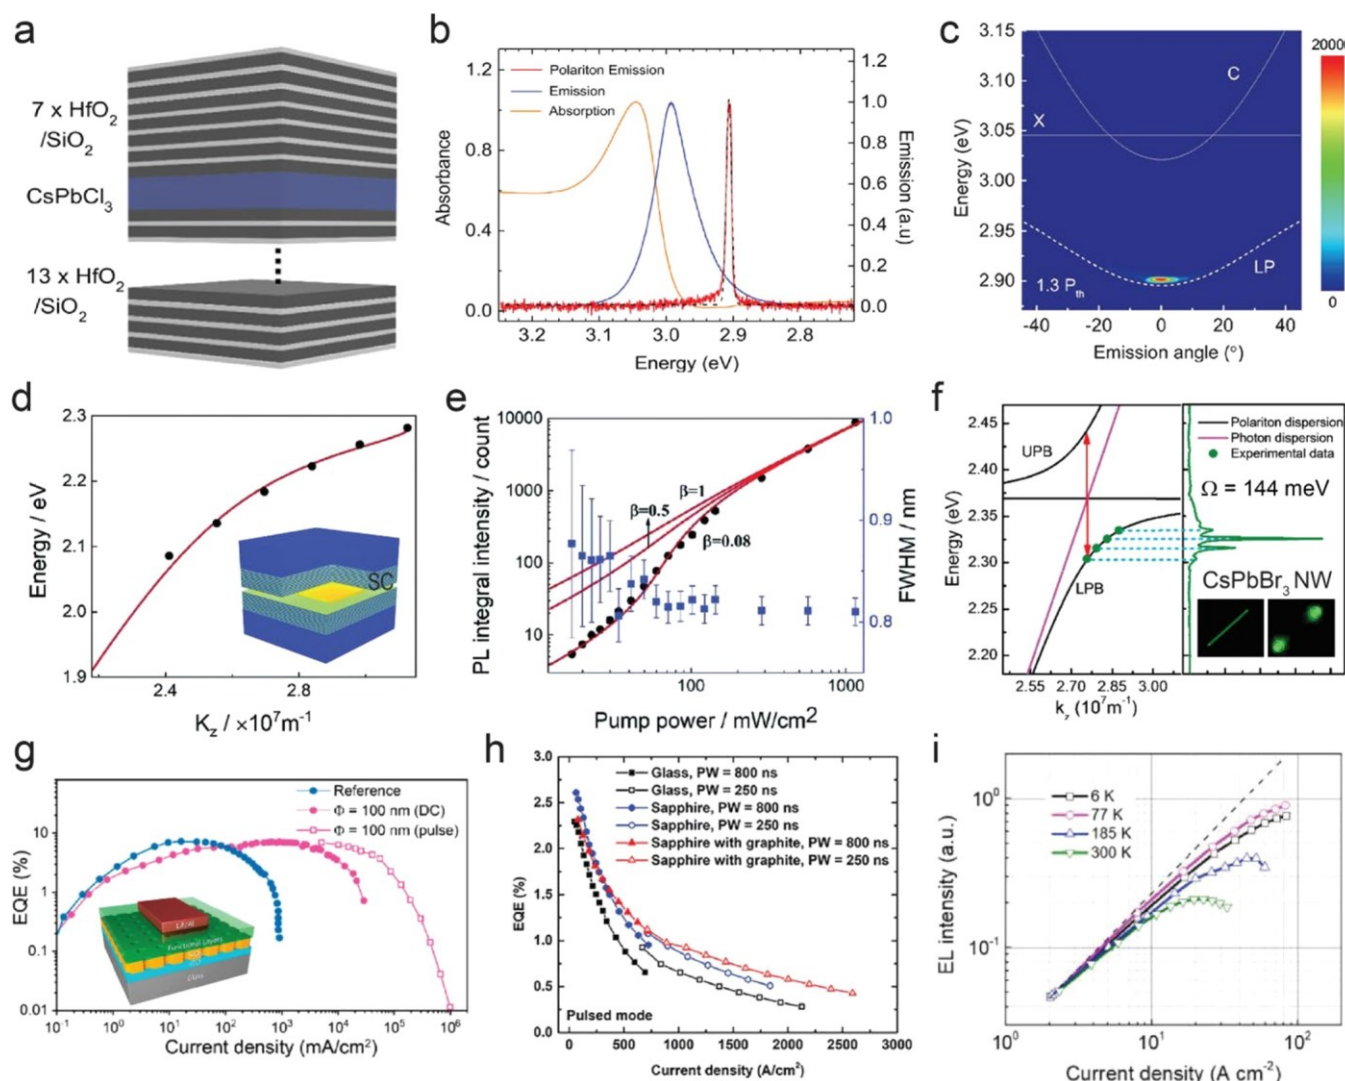 a
7 x HfO2
/SiO2
CsPbCl3
13 x HfO2
/SiO2
b
Polariton Emission
Emission
Absorption
1.2
0.8
0.4
0.0
Absorbance
1.2
1.0
0.8
0.6
0.4
0.2
0.0
Emission (a.u)
3.2 3.1 3.0 2.9 2.8
Energy (eV)
c
3.15
3.10
3.05
3.00
2.95
2.90
Energy (eV)
X
C
LP
1.3 Pth
-40 -20 0 20 40
Emission angle (°)
20000
0
d
2.3
2.2
2.1
2.0
1.9
Energy / eV
SC
2.4 2.8
Kz / ×10^7m^-1
e
10000
1000
100
10
PL integral intensity / count
β=1
β=0.5
β=0.08
1.0
0.9
0.8
FWHM / nm
100 1000
Pump power / mW/cm^2
f
2.45
2.40
2.35
2.30
2.25
2.20
Energy (eV)
UPB
LPB
Polariton dispersion
Photon dispersion
Experimental data
Ω = 144 meV
CsPbBr3 NW
2.55 2.70 2.85 3.00
kz (10^7m^-1)
g
100
10
1
0.1
0.01
EQE (%)
Reference
Φ = 100 nm (DC)
Φ = 100 nm (pulse)
LiF/Al
Functional Layers
Glass
10^-1 10^0 10^1 10^2 10^3 10^4 10^5 10^6
Current density (mA/cm^2)
h
3.0
2.5
2.0
1.5
1.0
0.5
0.0
EQE (%)
Glass, PW = 800 ns
Glass, PW = 250 ns
Sapphire, PW = 800 ns
Sapphire, PW = 250 ns
Sapphire with graphite, PW = 800 ns
Sapphire with graphite, PW = 250 ns
Pulsed mode
0 500 1000 1500 2000 2500 3000
Current density (A/cm^2)
i
10^0
10^-1
EL intensity (a.u.)
6 K
77 K
185 K
300 K
10^0 10^1 10^2
Current density (A cm^-2)